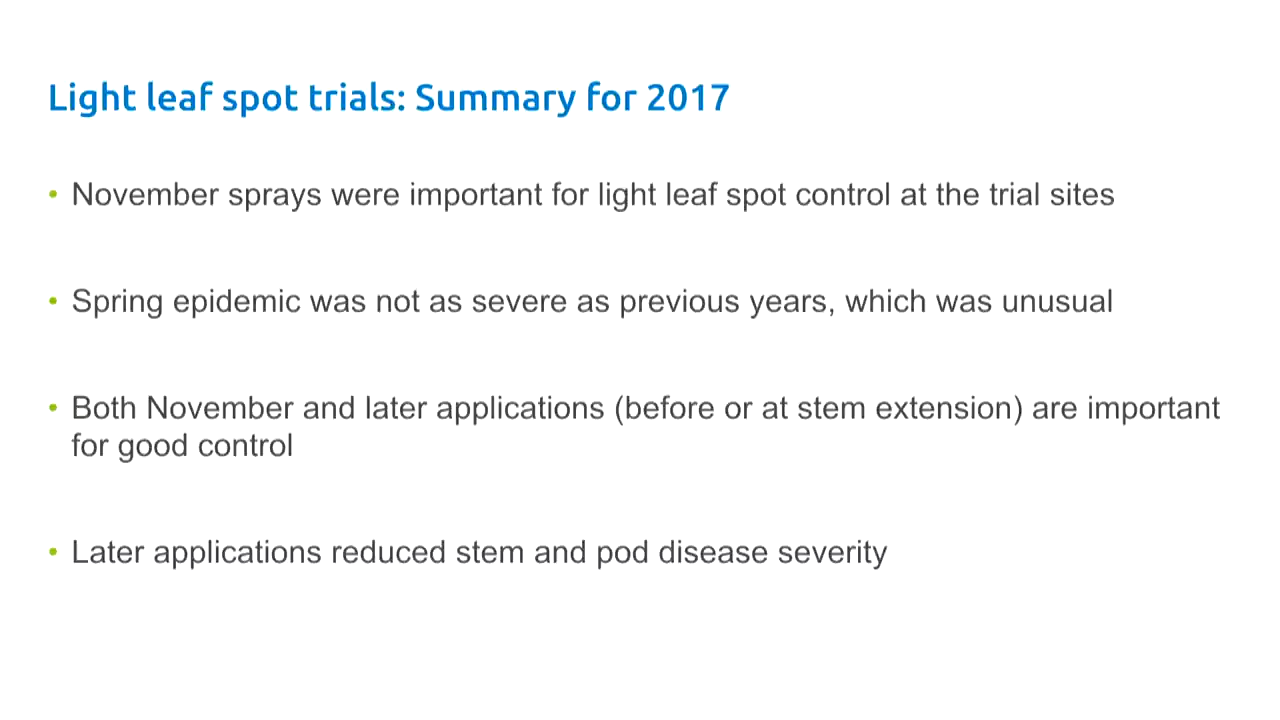 Light leaf spot trials: Summary for 2017
• November sprays were important for light leaf spot control at the trial sites
• Spring epidemic was not as severe as previous years, which was unusual
• Both November and later applications (before or at stem extension) are important
for good control
• Later applications reduced stem and pod disease severity